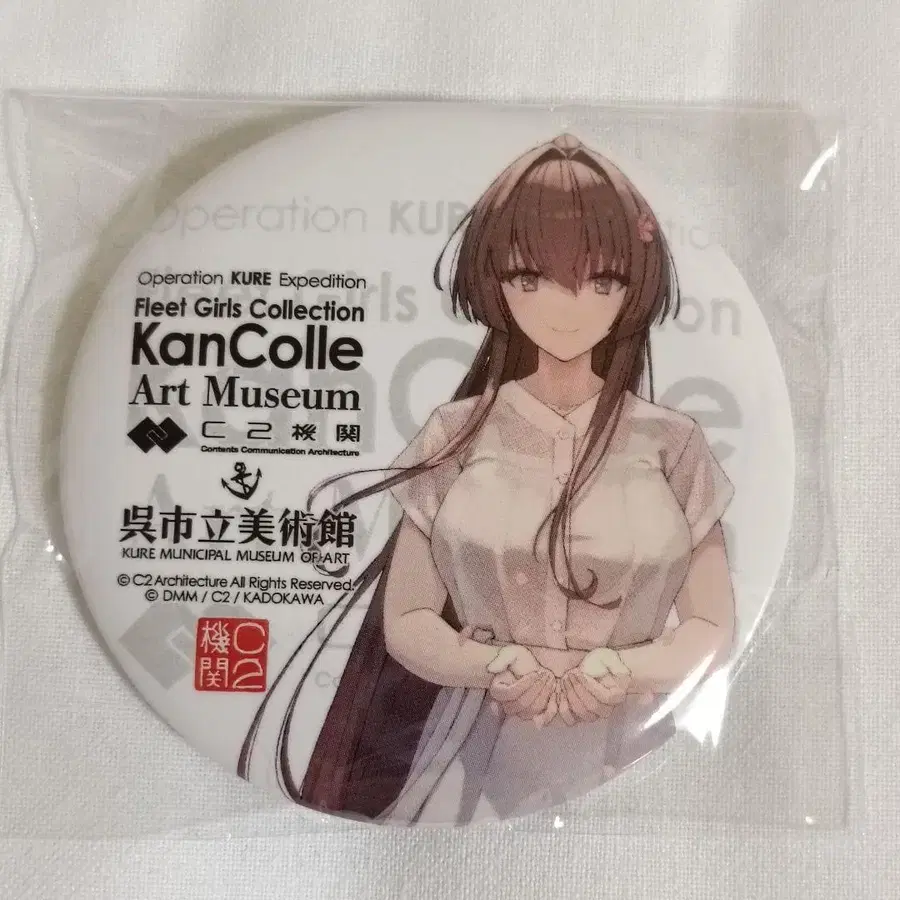 Operation KURE
Operation KURE Expedition
Fleet Girls Collection
KanColle
Art Museum
C2機関
Contents Communication Architecture
呉市立美術館
KURE MUNICIPAL MUSEUM OF ART
© C2 Architecture All Rights Reserved.
© DMM / C2 / KADOKAWA
機関
C2